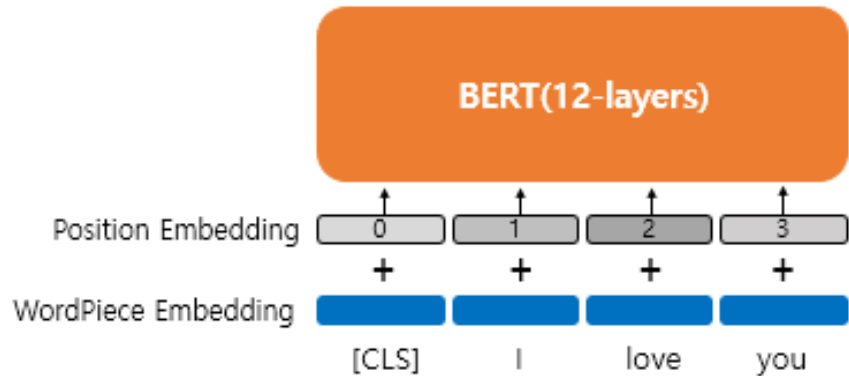 BERT(12-layers)
Position Embedding 0 1 2 3
+ + + +
WordPiece Embedding
[CLS] I love you